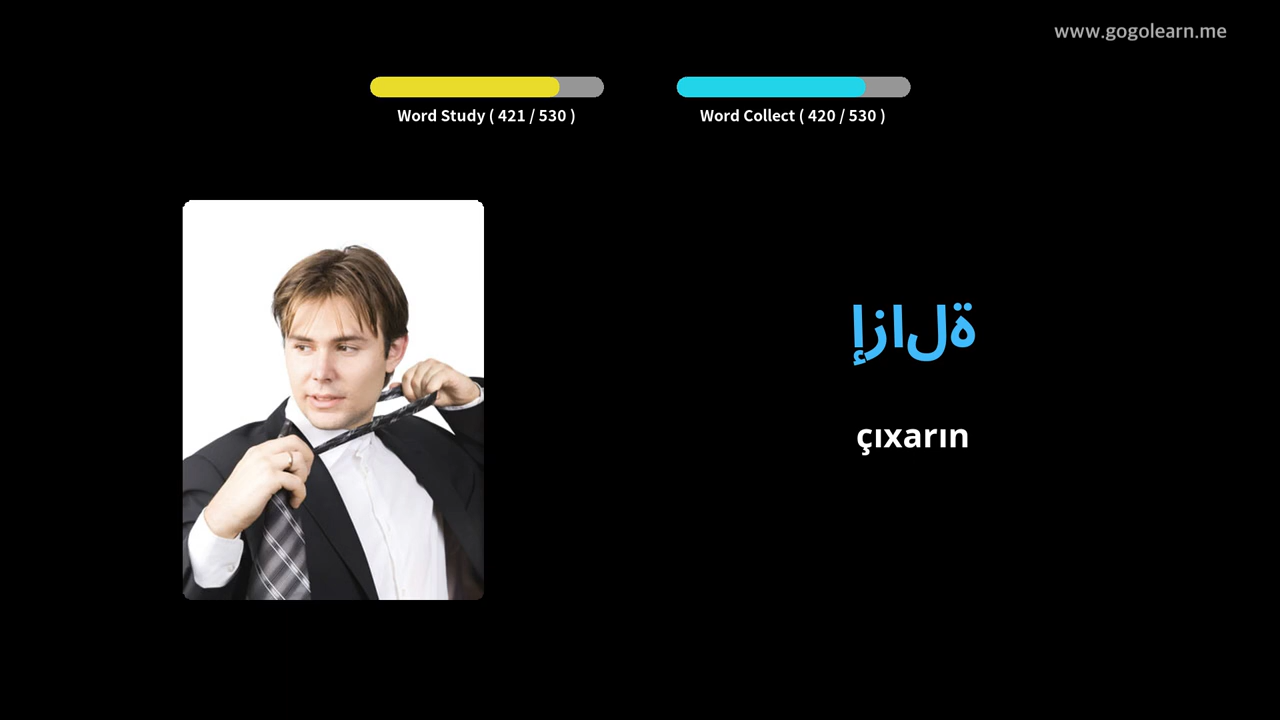 www.gogolearn.me
Word Study ( 421 / 530 )
Word Collect ( 420 / 530 )
إزالة
çıxarın